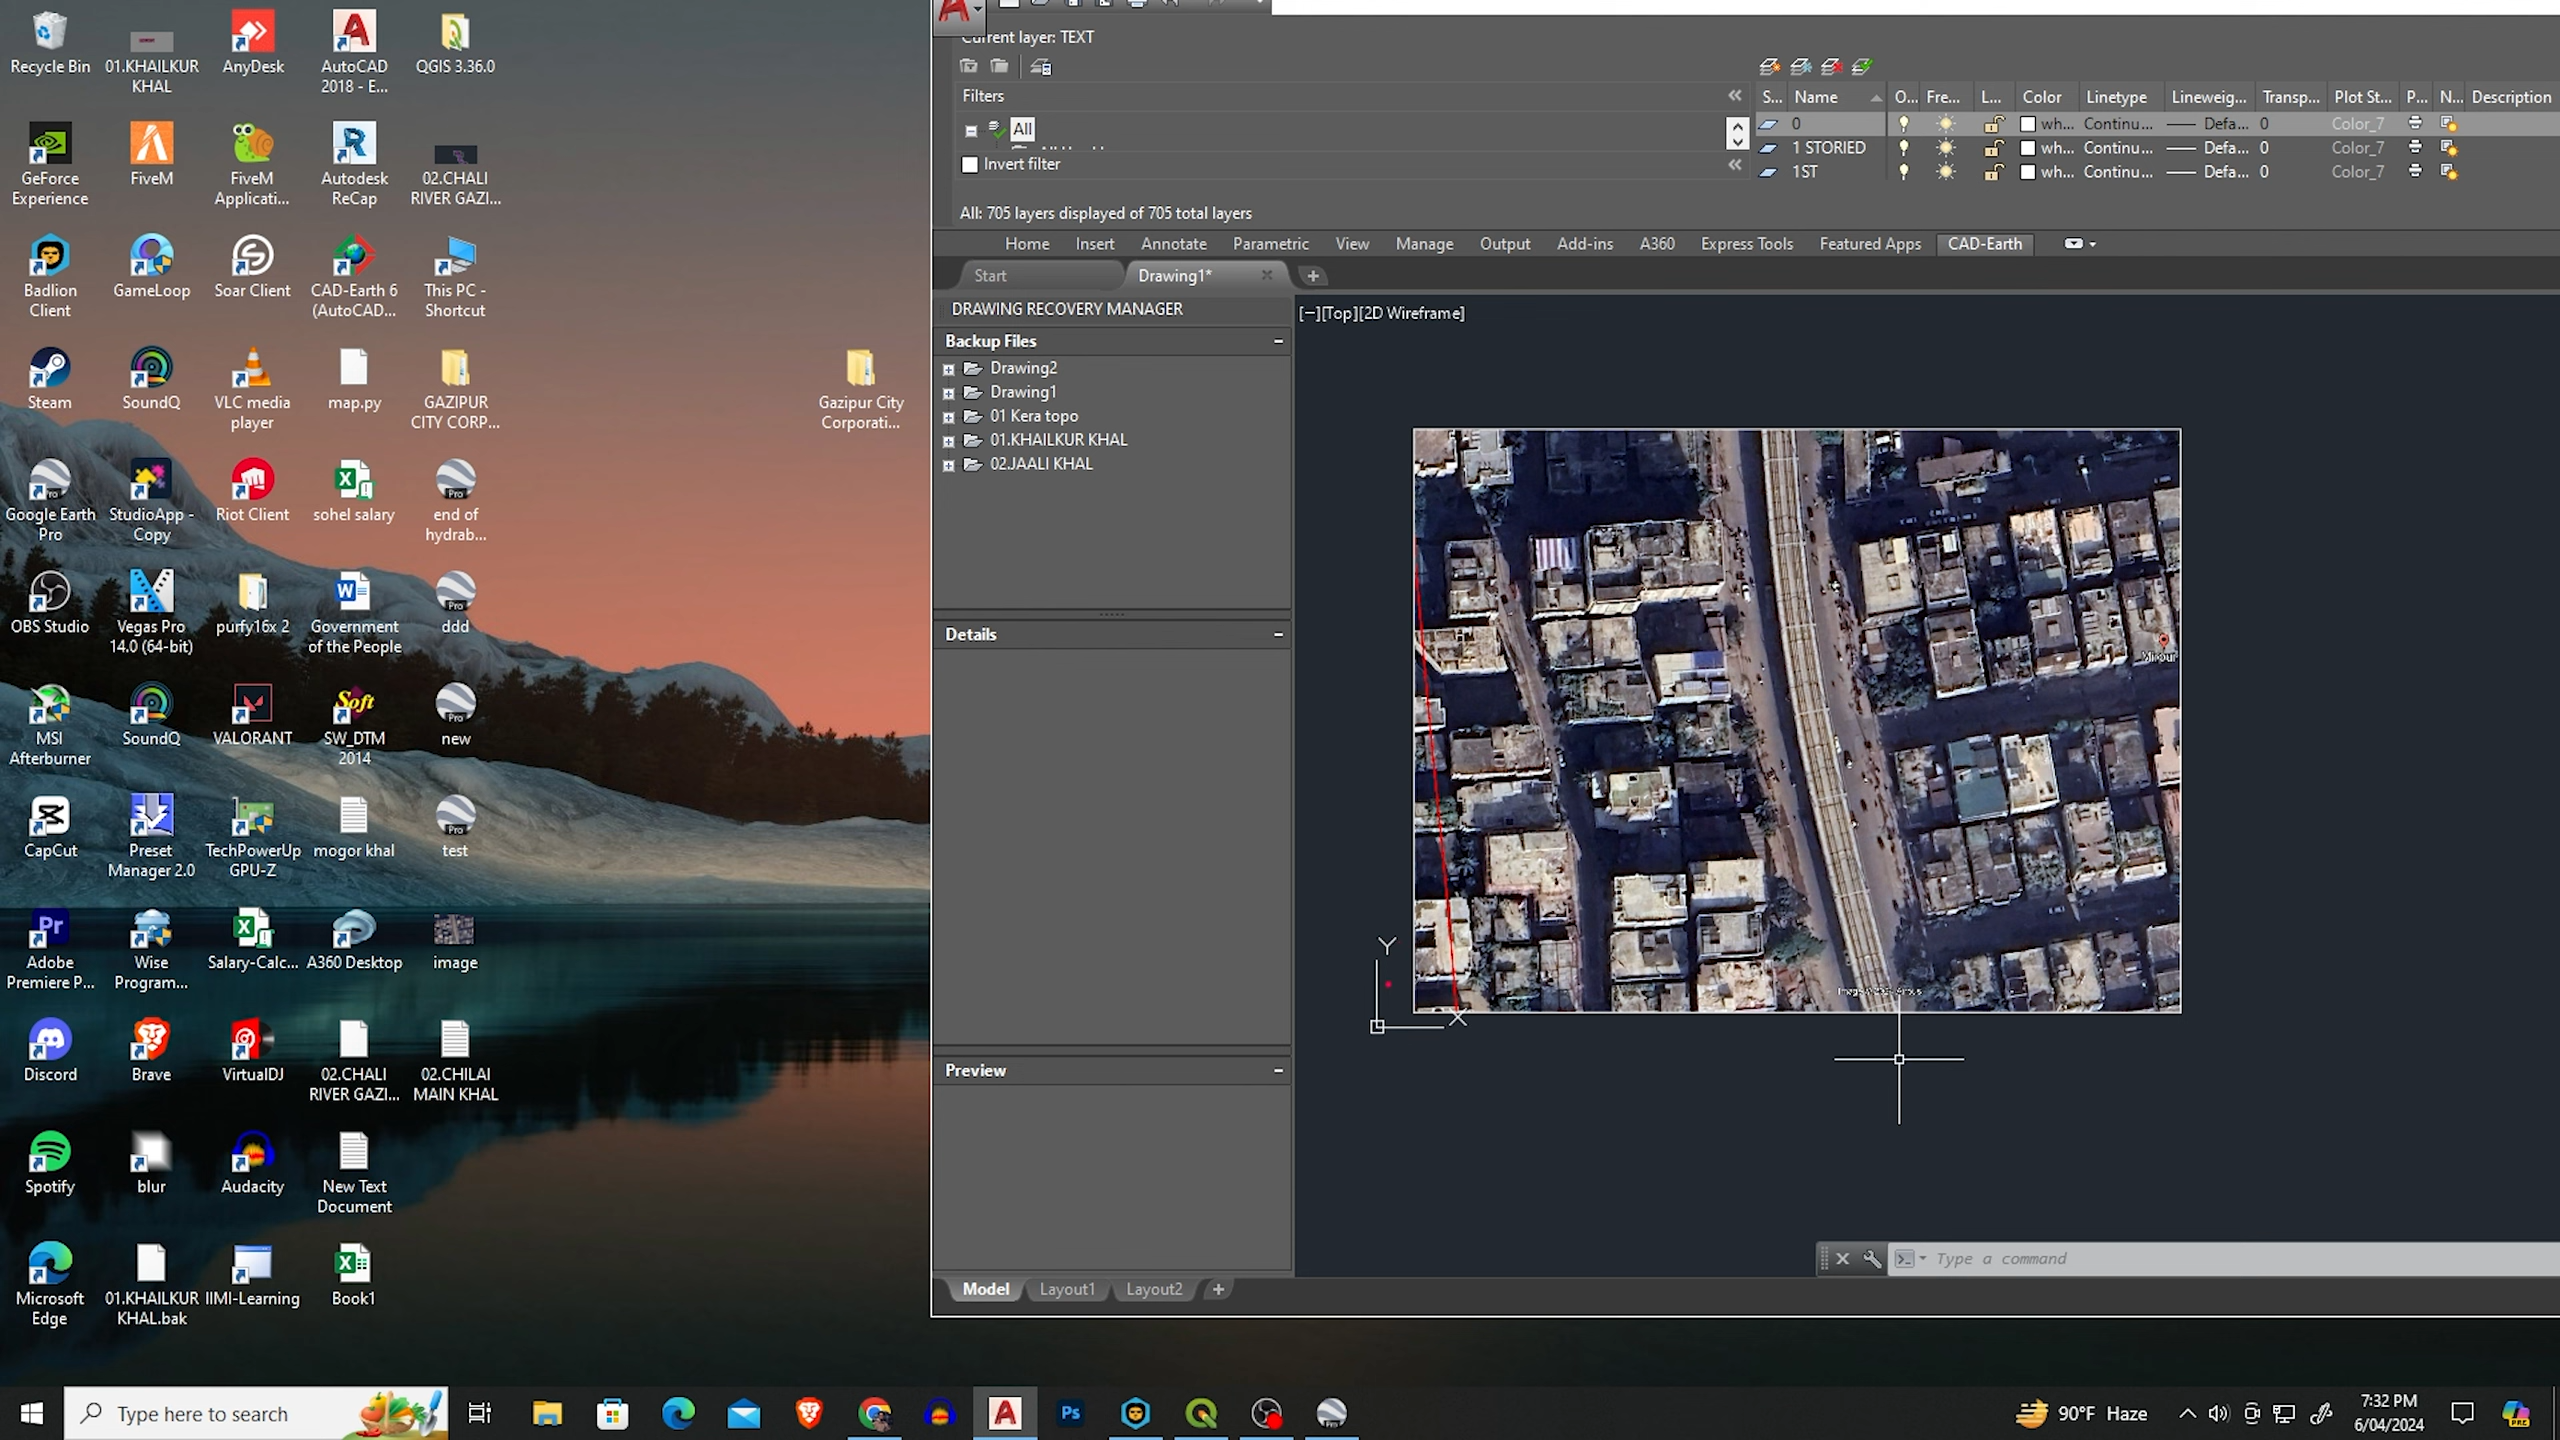 Recycle Bin
01.KHAILKUR
KHAL
AnyDesk
AutoCAD
2018 - E...
QGIS 3.36.0
GeForce
Experience
FiveM
FiveM
Applicati...
Autodesk
ReCap
02.CHALI
RIVER GAZI...
Badlion
Client
GameLoop
Soar Client
CAD-Earth 6
(AutoCAD...
This PC -
Shortcut
Steam
SoundQ
VLC media
player
map.py
GAZIPUR
CITY CORP...
Gazipur City
Corporati...
Google Earth
Pro
StudioApp -
Copy
Riot Client
sohel salary
end of
hydrab...
OBS Studio
Vegas Pro
14.0 (64-bit)
purfy16x 2
Government
of the People
ddd
MSI
Afterburner
SoundQ
VALORANT
SW_DTM
2014
new
CapCut
Preset
Manager 2.0
TechPowerUp
GPU-Z
mogor khal
test
Adobe
Premiere P...
Wise
Program...
Salary-Calc...
A360 Desktop
image
Discord
Brave
VirtualDJ
02.CHALI
RIVER GAZI...
02.CHILAI
MAIN KHAL
Spotify
blur
Audacity
New Text
Document
Microsoft
Edge
01.KHAILKUR
KHAL.bak
IIMI-Learning
Book1
Current layer: TEXT
Filters
All
Invert filter
All: 705 layers displayed of 705 total layers
S... Name O... Fre... L... Color Linetype Lineweig... Transp... Plot St... P... N... Description
0 wh... Continu... Defa... 0 Color_7
1 STORIED wh... Continu... Defa... 0 Color_7
1ST wh... Continu... Defa... 0 Color_7
Home Insert Annotate Parametric View Manage Output Add-ins A360 Express Tools Featured Apps CAD-Earth
Start Drawing1*
DRAWING RECOVERY MANAGER
Backup Files
Drawing2
Drawing1
01 Kera topo
01.KHAILKUR KHAL
02.JAALI KHAL
Details
Preview
[−][Top][2D Wireframe]
Y
X
Type a command
Model Layout1 Layout2
Type here to search
90°F Haze
7:32 PM
6/04/2024